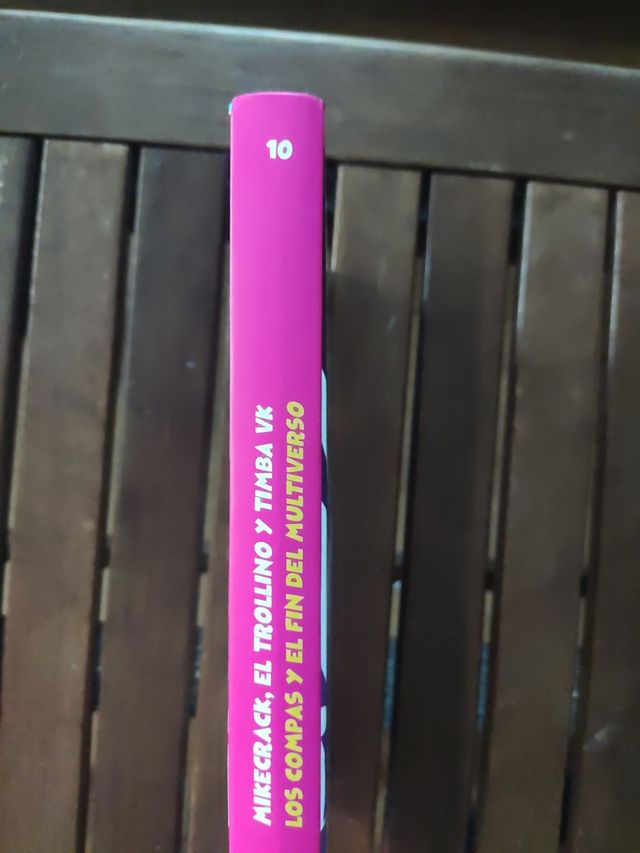 10
MIKECRACK, EL TROLLINO Y TIMBA VK
LOS COMPAS Y EL FIN DEL MULTIVERSO